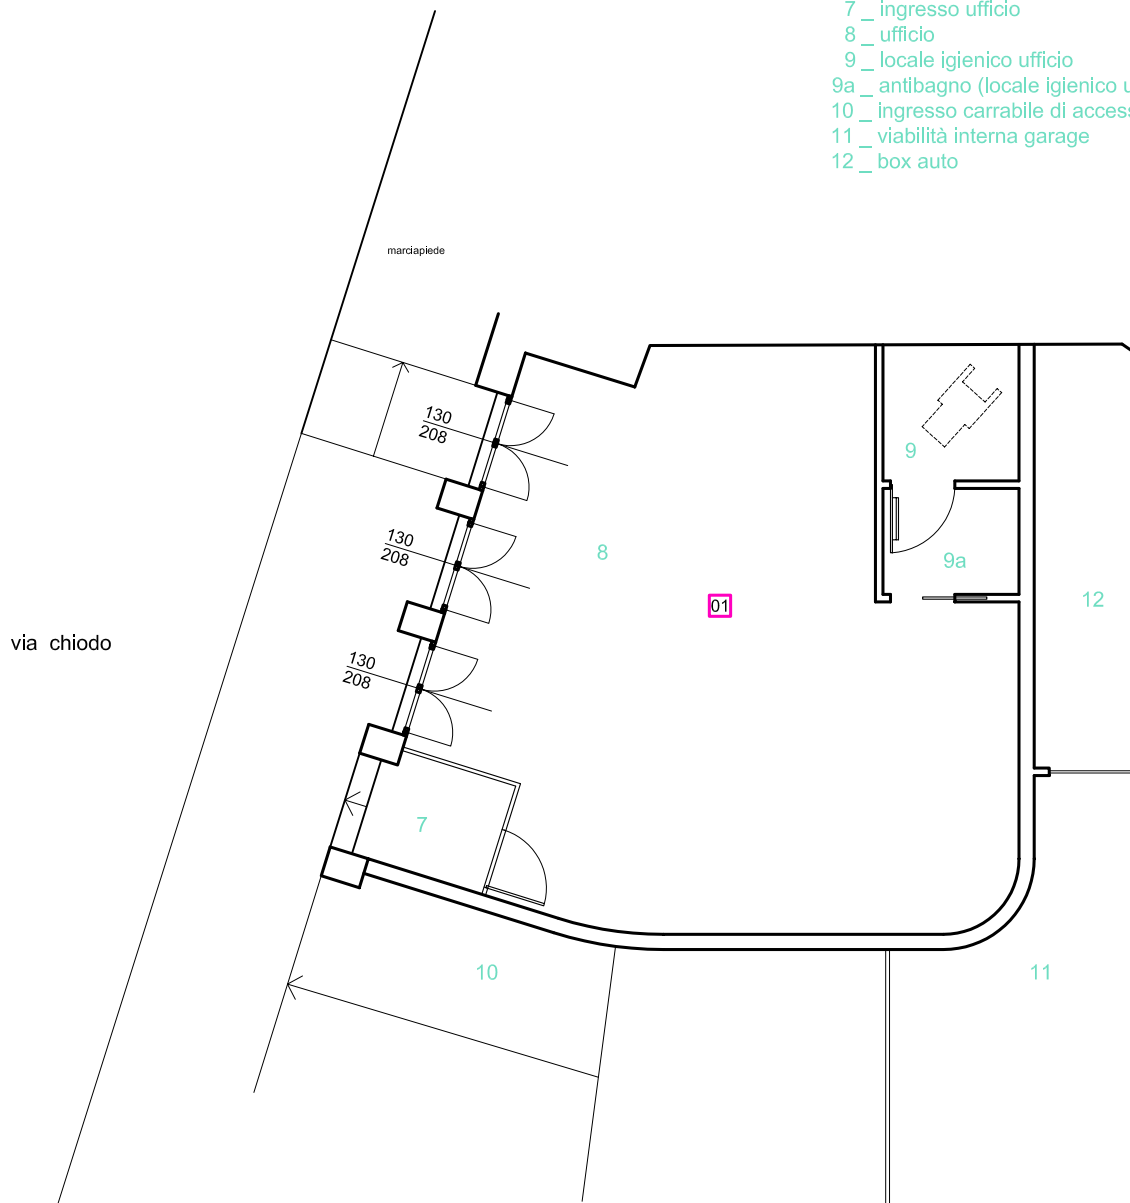 7 _ ingresso ufficio
8 _ ufficio
9 _ locale igienico ufficio
9a _ antibagno (locale igienico
10 _ ingresso carrabile di
11 _ viabilità interna garage
12 _ box auto
marciapiede
130
208
9
130
208
8
9a
12
01
via chiodo
130
208
7
10
11